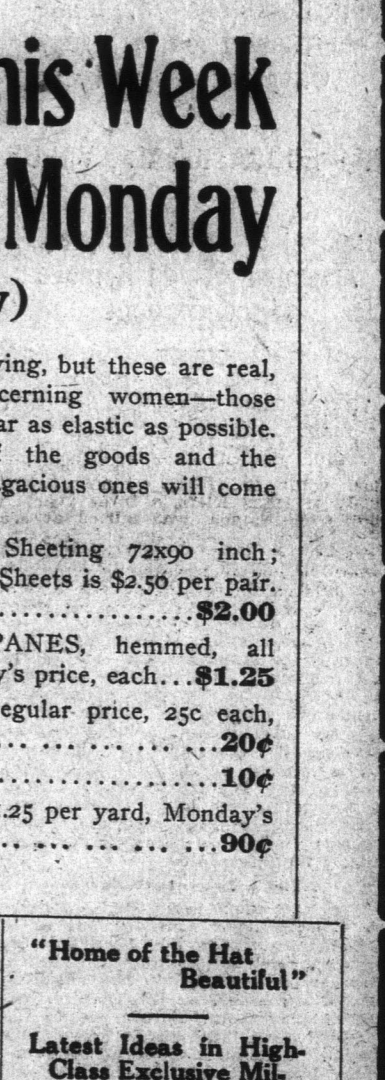 his Week
Monday
y)
ving, but these are real,
cerning women—those
ar as elastic as possible.
f the goods and the
gacious ones will come
Sheeting 72x90 inch;
Sheets is $2.50 per pair.
.................$2.00
PANES, hemmed, all
y's price, each...$1.25
egular price, 25c each,
.. ... ... ... ...20¢
....................10¢
.25 per yard, Monday's
.. ... ... ... ...90¢
"Home of the Hat
Beautiful"
Latest Ideas in High-
Class Exclusive Mil-